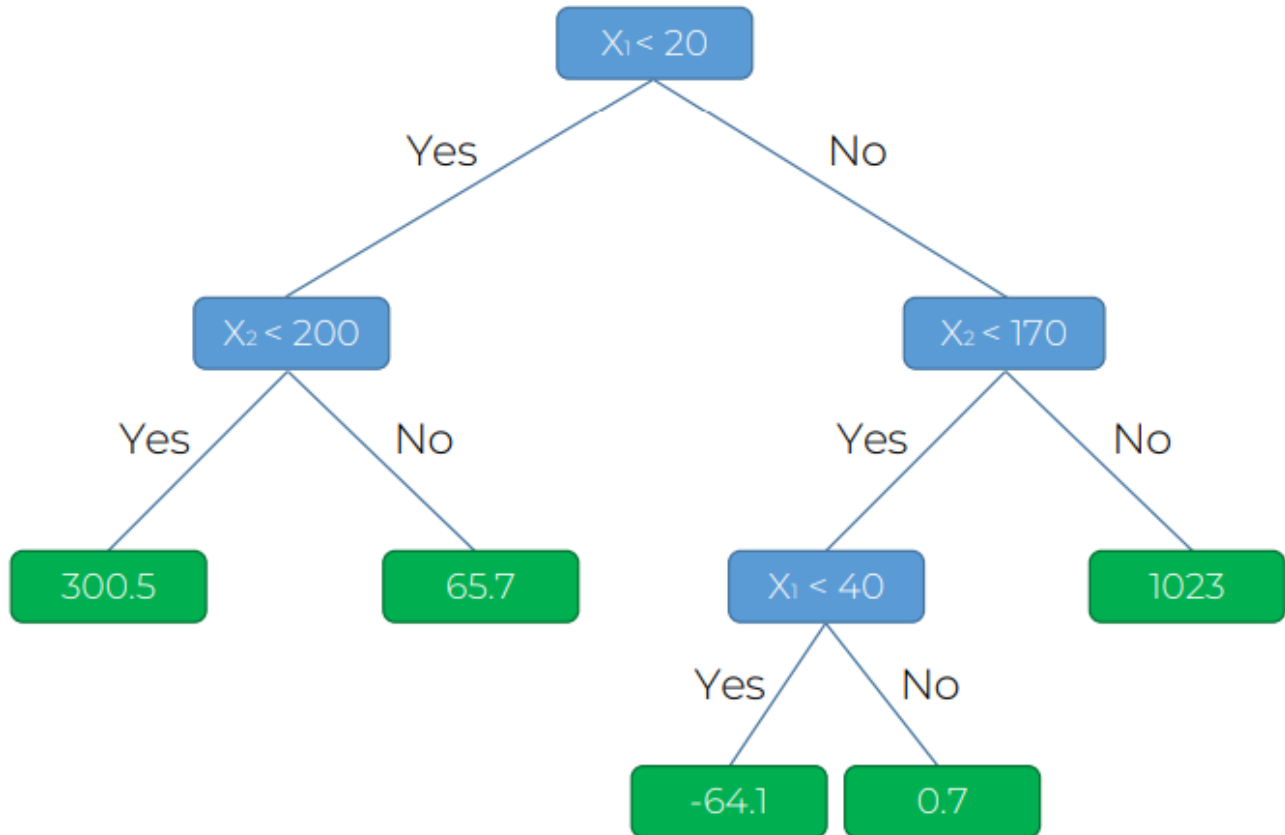 X₁ < 20
Yes
No
X₂ < 200
X₂ < 170
Yes
No
Yes
No
300.5
65.7
X₁ < 40
1023
Yes
No
-64.1
0.7